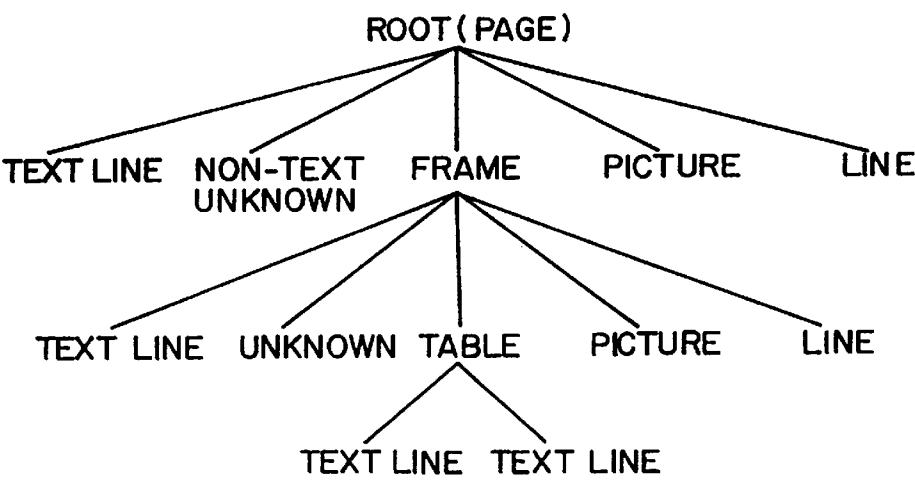 ROOT (PAGE)
TEXT LINE NON-TEXT UNKNOWN FRAME PICTURE LINE
TEXT LINE UNKNOWN TABLE PICTURE LINE
TEXT LINE TEXT LINE